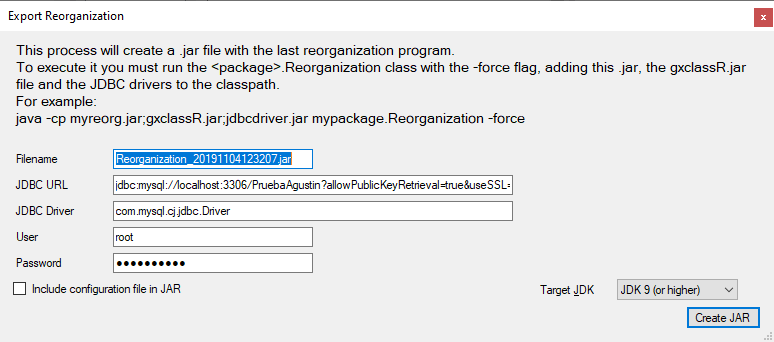 Export Reorganization
This process will create a .jar file with the last reorganization program.
To execute it you must run the <package>.Reorganization class with the -force flag, adding this .jar, the gxclassR.jar
file and the JDBC drivers to the classpath.
For example:
java -cp myreorg.jar;gxclassR.jar;jdbcdriver.jar mypackage.Reorganization -force
Filename Reorganization_20191104123207.jar
JDBC URL jdbc:mysql://localhost:3306/PruebaAgustin?allowPublicKeyRetrieval=true&useSSL=
JDBC Driver com.mysql.cj.jdbc.Driver
User root
Password ●●●●●●●●●●
Include configuration file in JAR Target JDK JDK 9 (or higher)
Create JAR